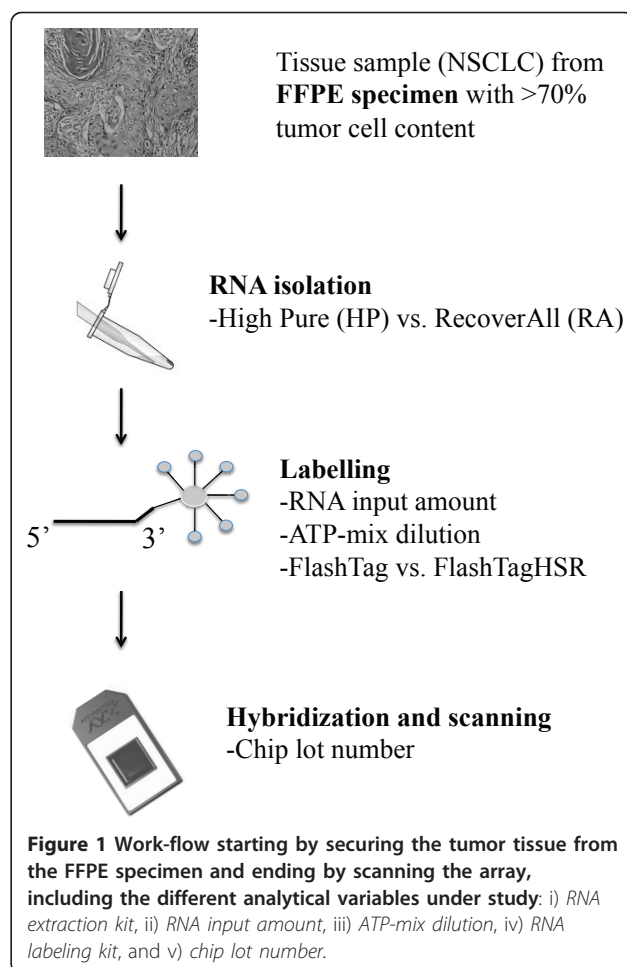 Tissue sample (NSCLC) from
FFPE specimen with >70%
tumor cell content
RNA isolation
-High Pure (HP) vs. RecoverAll (RA)
Labelling
-RNA input amount
-ATP-mix dilution
-FlashTag vs. FlashTagHSR
5’ 3’
Hybridization and scanning
-Chip lot number
Figure 1 Work-flow starting by securing the tumor tissue from
the FFPE specimen and ending by scanning the array,
including the different analytical variables under study: i) RNA
extraction kit, ii) RNA input amount, iii) ATP-mix dilution, iv) RNA
labeling kit, and v) chip lot number.